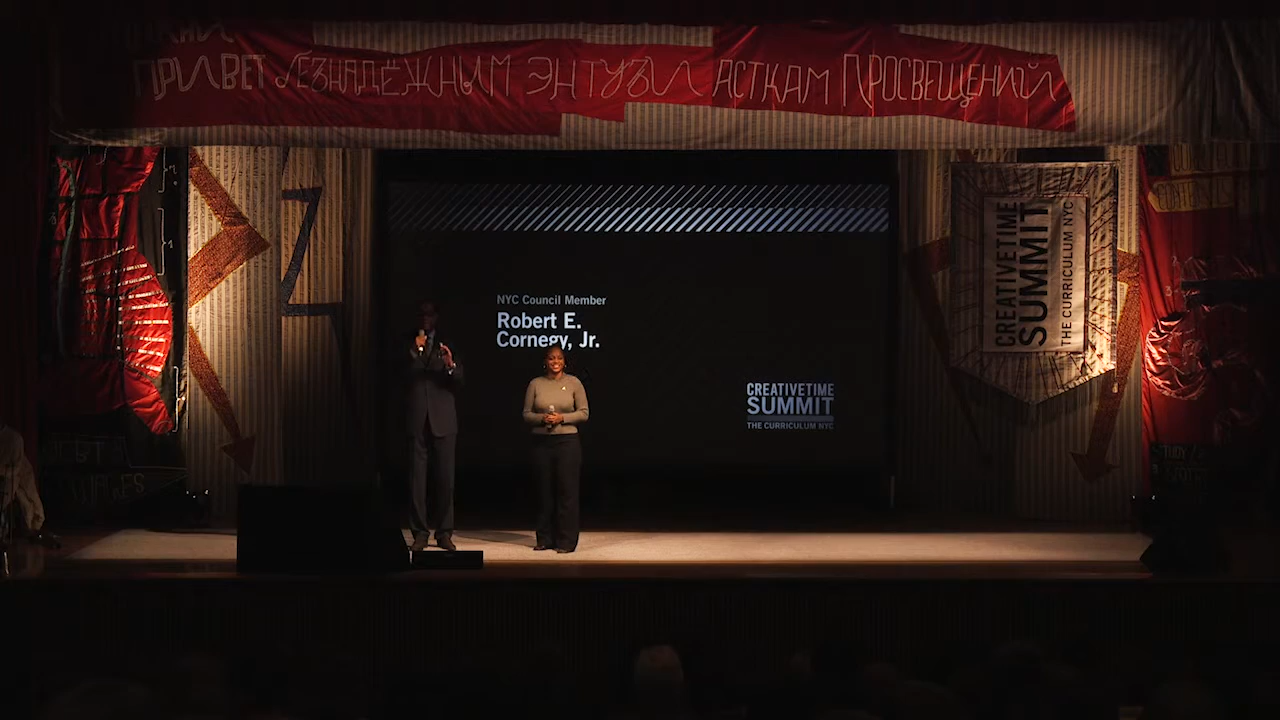 ПРИВЕТ БЕЗНАДЁЖНЫМ ЭНТУЗИАСТКАМ ПРОСВЕЩЕНИЙ
NYC Council Member
Robert E.
Cornegy, Jr.
CREATIVETIME
SUMMIT
THE CURRICULUM NYC
CREATIVETIME
SUMMIT
THE CURRICULUM NYC